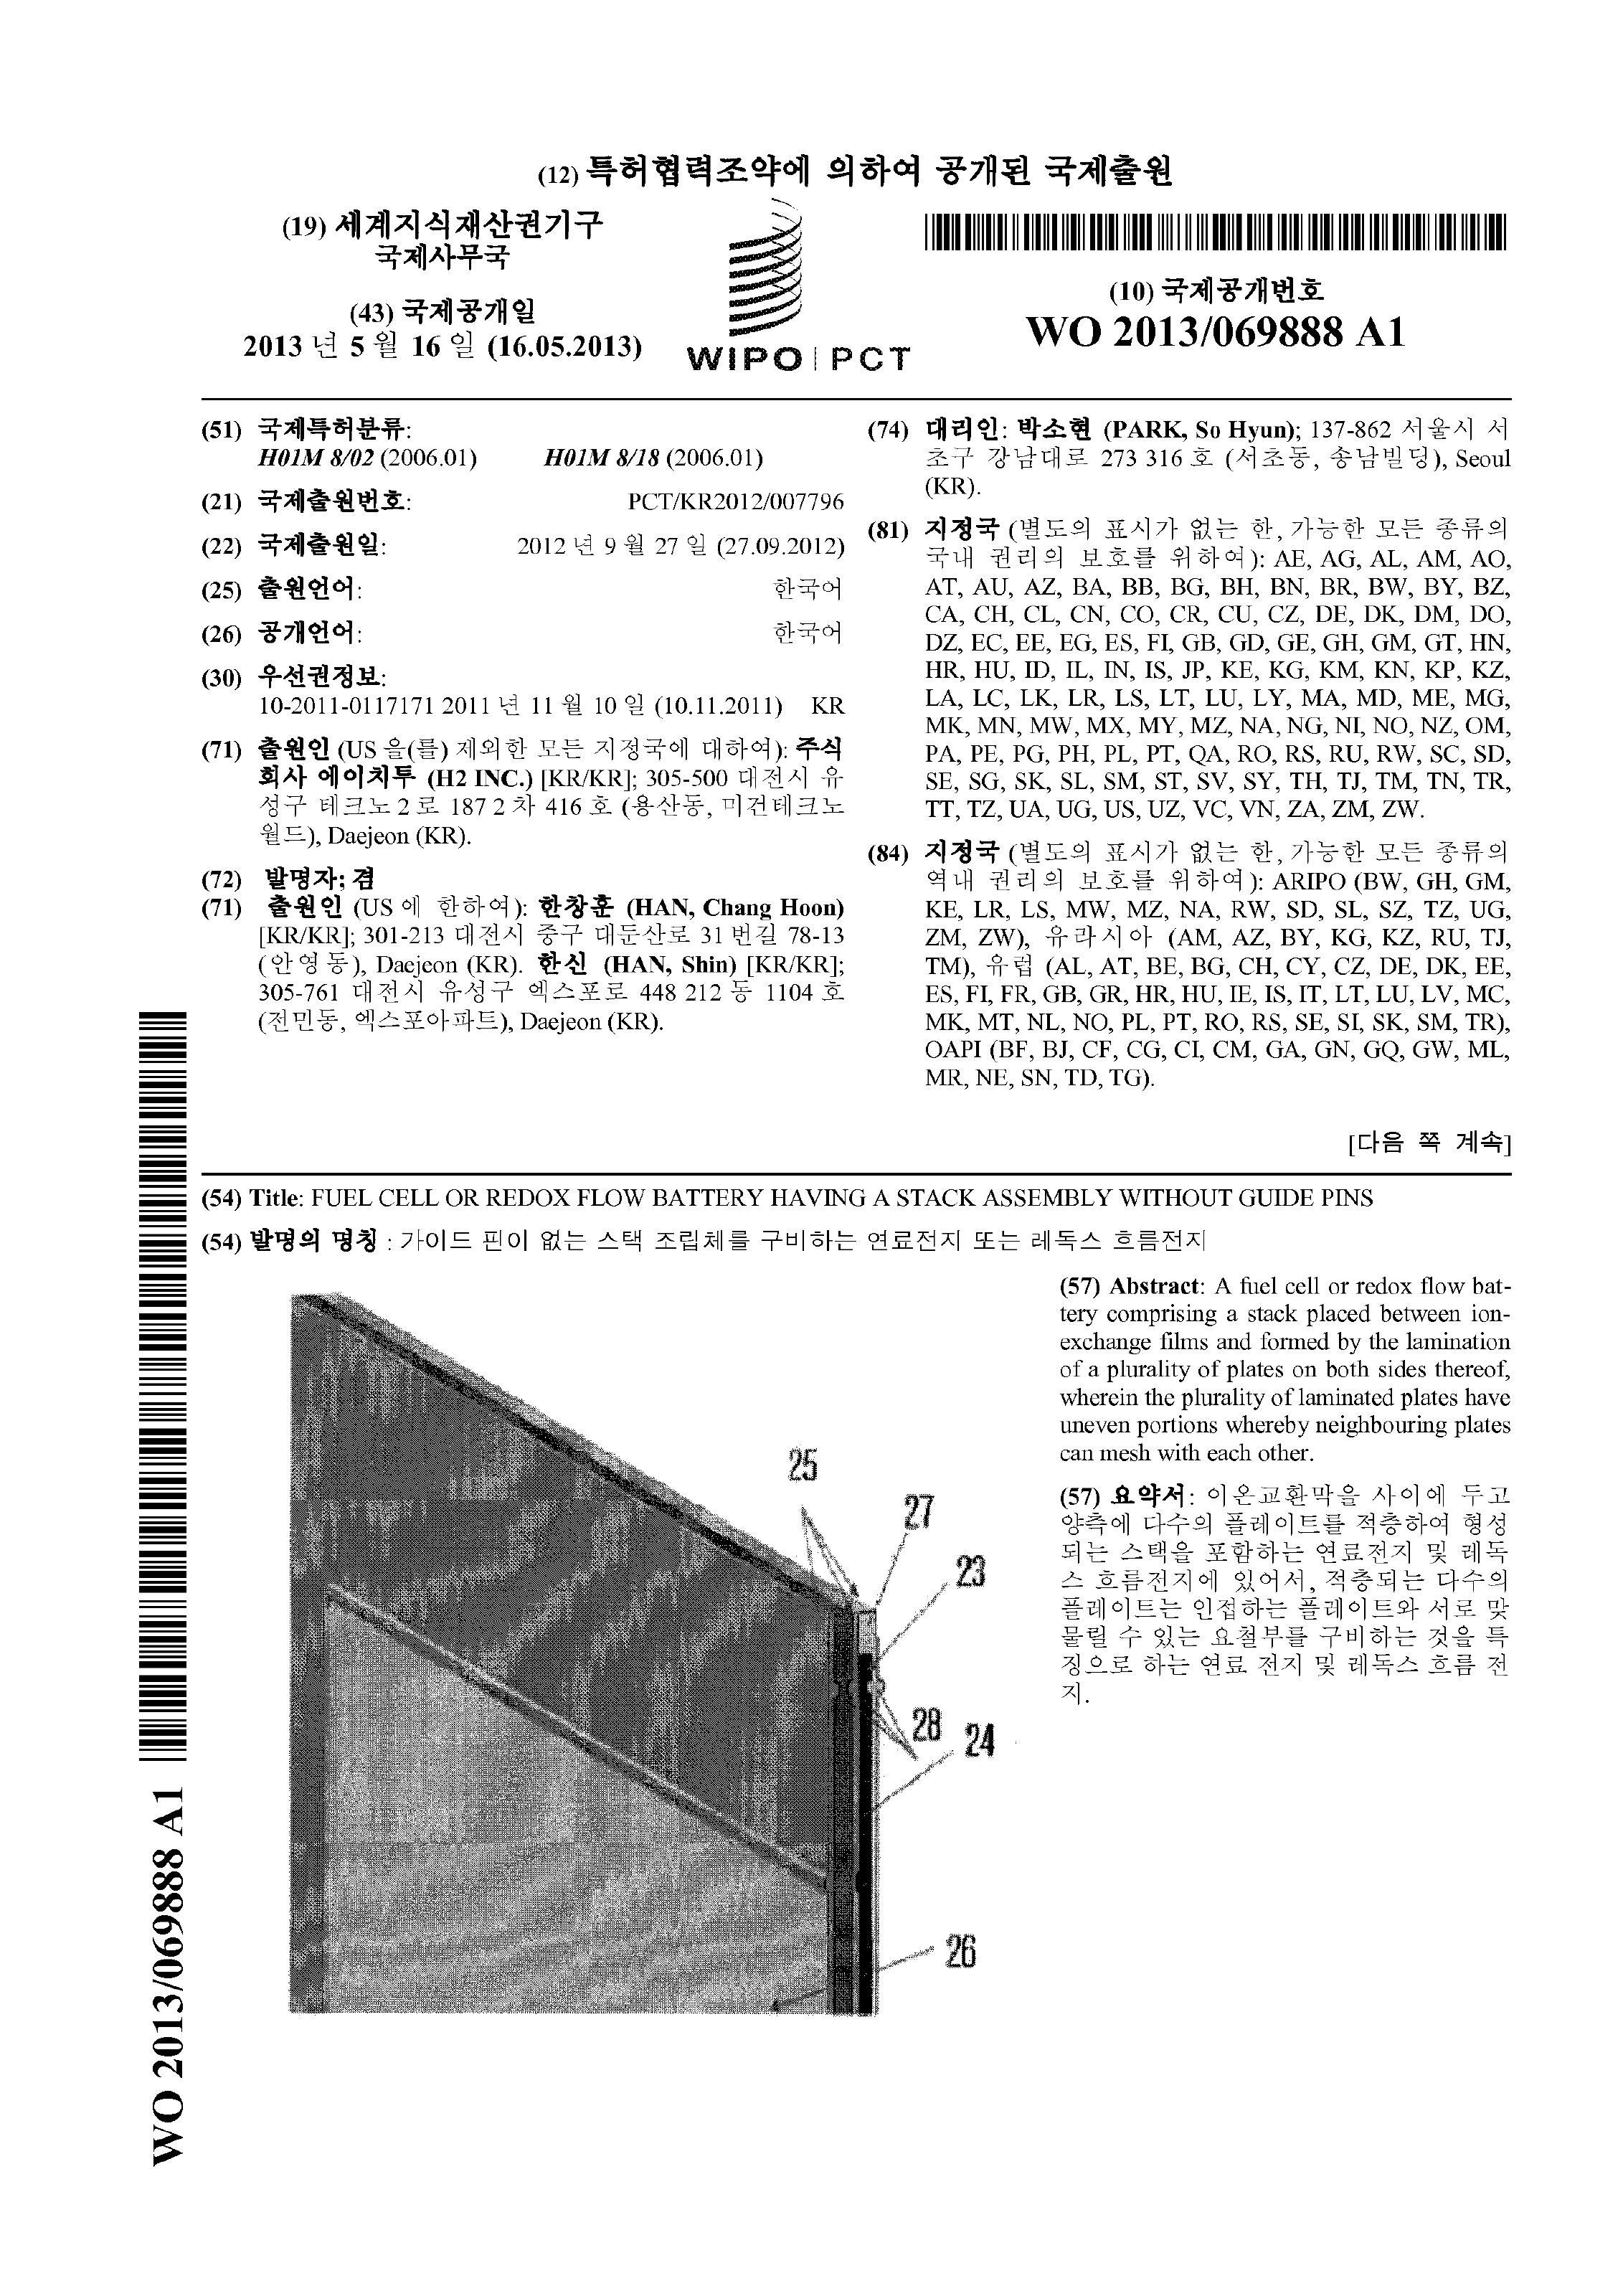 (12) 특허협력조약에 의하여 공개된 국제출원
(19) 세계지식재산권기구
국제사무국
(43) 국제공개일
2013 년 5 월 16 일 (16.05.2013)
WIPO | PCT
(10) 국제공개번호
WO 2013/069888 A1
(51) 국제특허분류:
H01M 8/02 (2006.01) H01M 8/18 (2006.01)
(21) 국제출원번호: PCT/KR2012/007796
(22) 국제출원일: 2012 년 9 월 27 일 (27.09.2012)
(25) 출원언어: 한국어
(26) 공개언어: 한국어
(30) 우선권정보:
10-2011-0117171 2011 년 11 월 10 일 (10.11.2011) KR
(71) 출원인 (US 을(를) 제외한 모든 지정국에 대하여): 주식
회사 에이치투 (H2 INC.) [KR/KR]; 305-500 대전시 유
성구 테크노 2 로 187 2 차 416 호 (용산동, 미건테크노
월드), Daejeon (KR).
(72) 발명자; 겸
(71) 출원인 (US 에 한하여): 한창훈 (HAN, Chang Hoon)
[KR/KR]; 301-213 대전시 중구 대둔산로 31 번길 78-13
(안영동), Daejeon (KR). 한신 (HAN, Shin) [KR/KR];
305-761 대전시 유성구 엑스포로 448 212 동 1104 호
(전민동, 엑스포아파트), Daejeon (KR).
(74) 대리인: 박소현 (PARK, So Hyun); 137-862 서울시 서
초구 강남대로 273 316 호 (서초동, 송남빌딩), Seoul
(KR).
(81) 지정국 (별도의 표시가 없는 한, 가능한 모든 종류의
국내 권리의 보호를 위하여): AE, AG, AL, AM, AO,
AT, AU, AZ, BA, BB, BG, BH, BN, BR, BW, BY, BZ,
CA, CH, CL, CN, CO, CR, CU, CZ, DE, DK, DM, DO,
DZ, EC, EE, EG, ES, FI, GB, GD, GE, GH, GM, GT, HN,
HR, HU, ID, IL, IN, IS, JP, KE, KG, KM, KN, KP, KZ,
LA, LC, LK, LR, LS, LT, LU, LY, MA, MD, ME, MG,
MK, MN, MW, MX, MY, MZ, NA, NG, NI, NO, NZ, OM,
PA, PE, PG, PH, PL, PT, QA, RO, RS, RU, RW, SC, SD,
SE, SG, SK, SL, SM, ST, SV, SY, TH, TJ, TM, TN, TR,
TT, TZ, UA, UG, US, UZ, VC, VN, ZA, ZM, ZW.
(84) 지정국 (별도의 표시가 없는 한, 가능한 모든 종류의
역내 권리의 보호를 위하여): ARIPO (BW, GH, GM,
KE, LR, LS, MW, MZ, NA, RW, SD, SL, SZ, TZ, UG,
ZM, ZW), 유라시아 (AM, AZ, BY, KG, KZ, RU, TJ,
TM), 유럽 (AL, AT, BE, BG, CH, CY, CZ, DE, DK, EE,
ES, FI, FR, GB, GR, HR, HU, IE, IS, IT, LT, LU, LV, MC,
MK, MT, NL, NO, PL, PT, RO, RS, SE, SI, SK, SM, TR),
OAPI (BF, BJ, CF, CG, CI, CM, GA, GN, GQ, GW, ML,
MR, NE, SN, TD, TG).
[다음 쪽 계속]
(54) Title: FUEL CELL OR REDOX FLOW BATTERY HAVING A STACK ASSEMBLY WITHOUT GUIDE PINS
(54) 발명의 명칭 : 가이드 핀이 없는 스택 조립체를 구비하는 연료전지 또는 레독스 흐름전지
25
27
23
28
24
26
(57) Abstract: A fuel cell or redox flow bat-
tery comprising a stack placed between ion-
exchange films and formed by the lamination
of a plurality of plates on both sides thereof,
wherein the plurality of laminated plates have
uneven portions whereby neighbouring plates
can mesh with each other.
(57) 요약서: 이온교환막을 사이에 두고
양측에 다수의 플레이트를 적층하여 형성
되는 스택을 포함하는 연료전지 및 레독
스 흐름전지에 있어서, 적층되는 다수의
플레이트는 인접하는 플레이트와 서로 맞
물릴 수 있는 요철부를 구비하는 것을 특
징으로 하는 연료 전지 및 레독스 흐름 전
지.
WO 2013/069888 A1